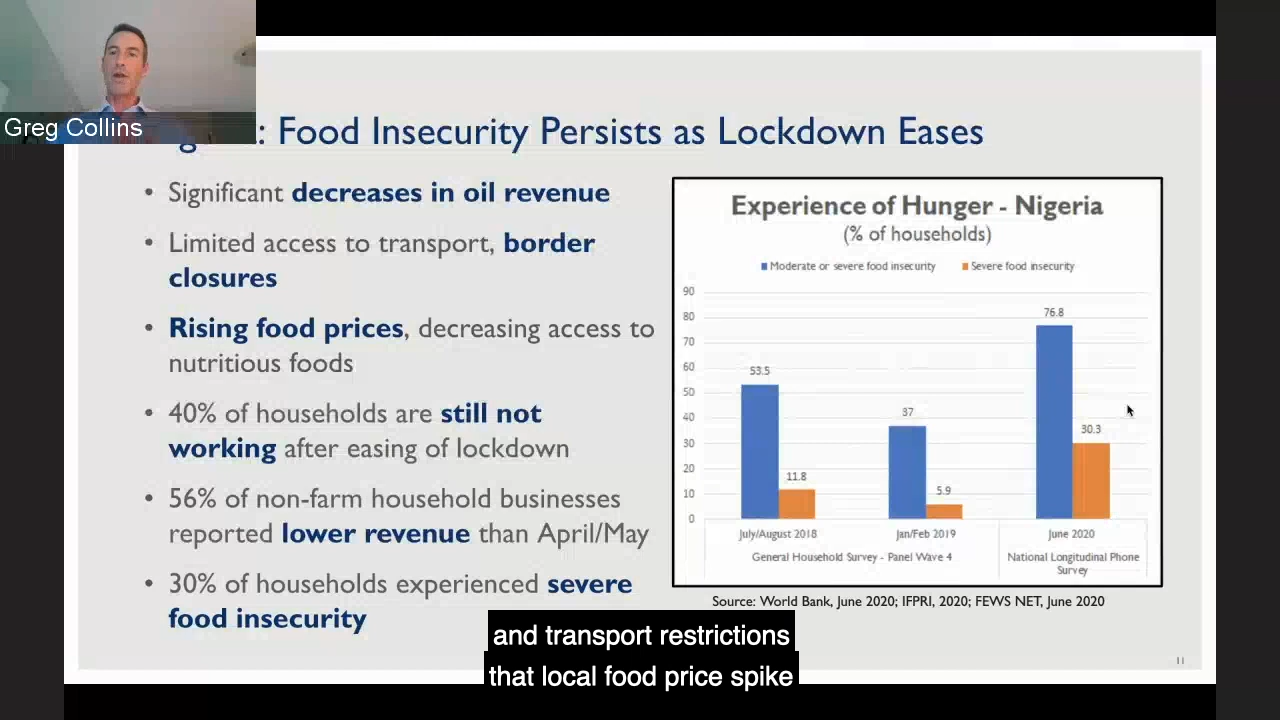 Greg Collins
: Food Insecurity Persists as Lockdown Eases
• Significant decreases in oil revenue
• Limited access to transport, border
closures
• Rising food prices, decreasing access to
nutritious foods
• 40% of households are still not
working after easing of lockdown
• 56% of non-farm household businesses
reported lower revenue than April/May
• 30% of households experienced severe
food insecurity
Experience of Hunger - Nigeria
(% of households)
Moderate or severe food insecurity
Severe food insecurity
90
80
70
60
50
40
30
20
10
0
53.5
11.8
37
5.9
76.8
30.3
July/August 2018
Jan/Feb 2019
June 2020
General Household Survey - Panel Wave 4
National Longitudinal Phone
Survey
Source: World Bank, June 2020; IFPRI, 2020; FEWS NET, June 2020
and transport restrictions
that local food price spike
11